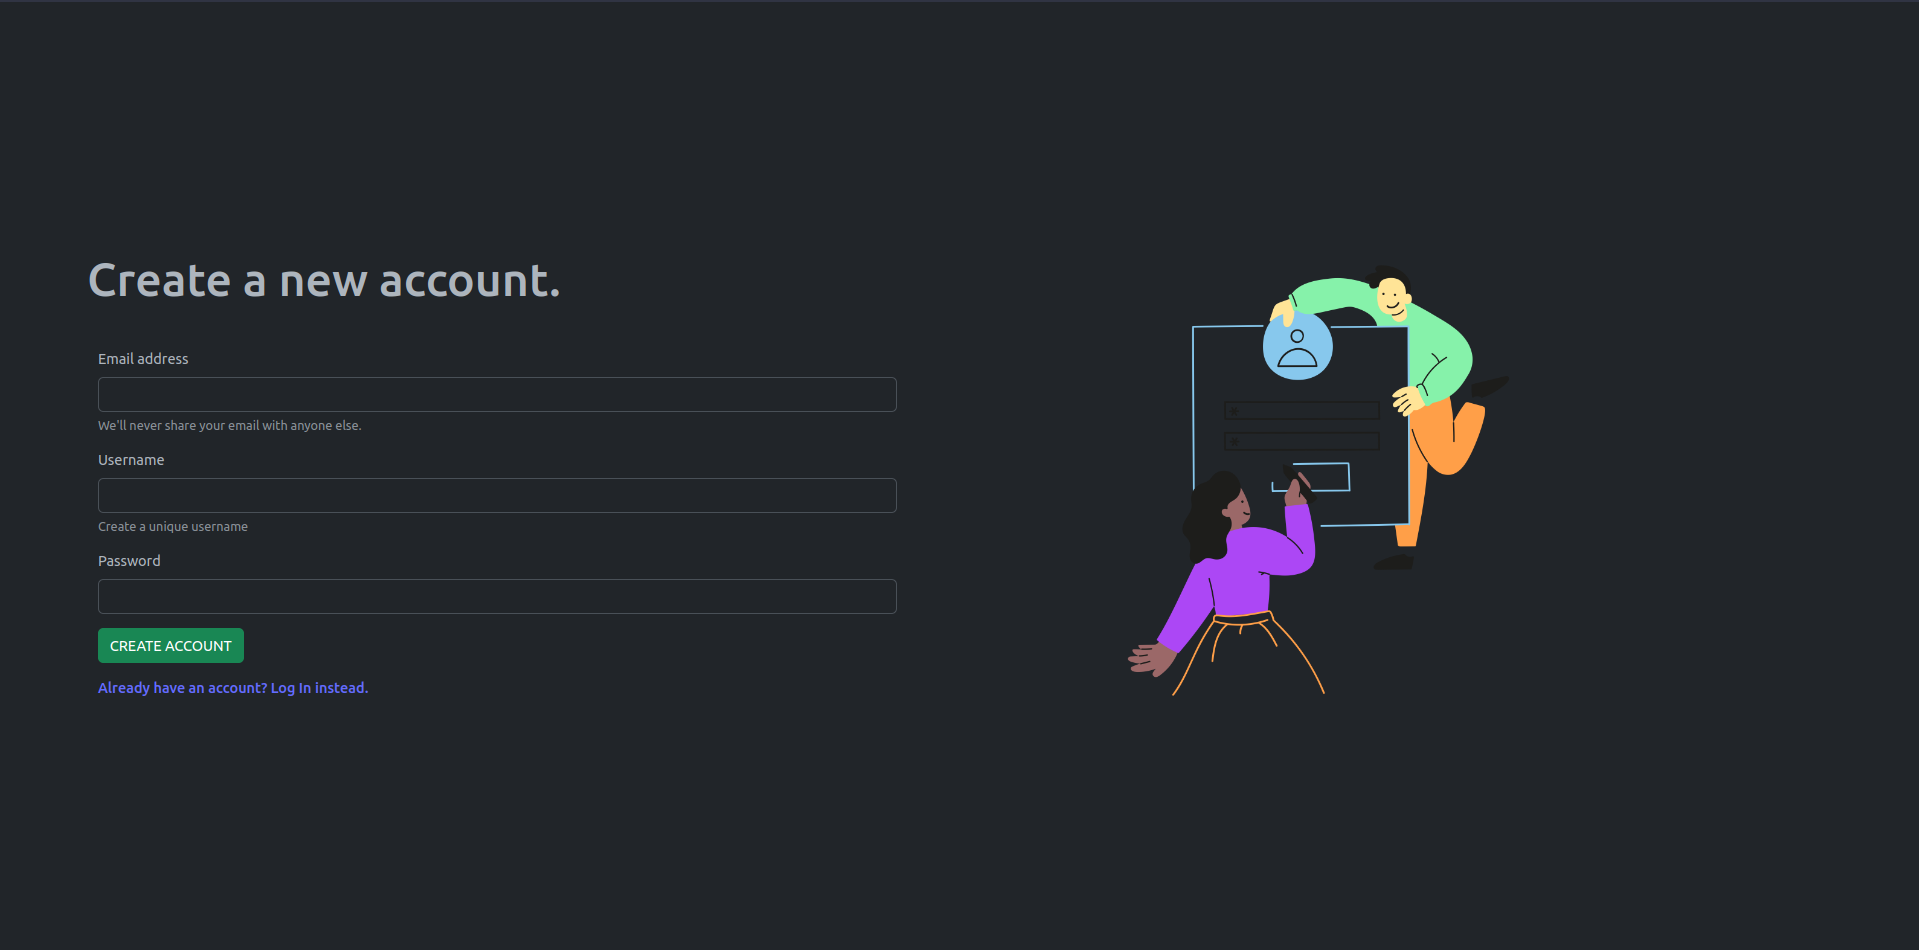 Create a new account.
Email address
We'll never share your email with anyone else.
Username
Create a unique username
Password
CREATE ACCOUNT
Already have an account? Log In instead.